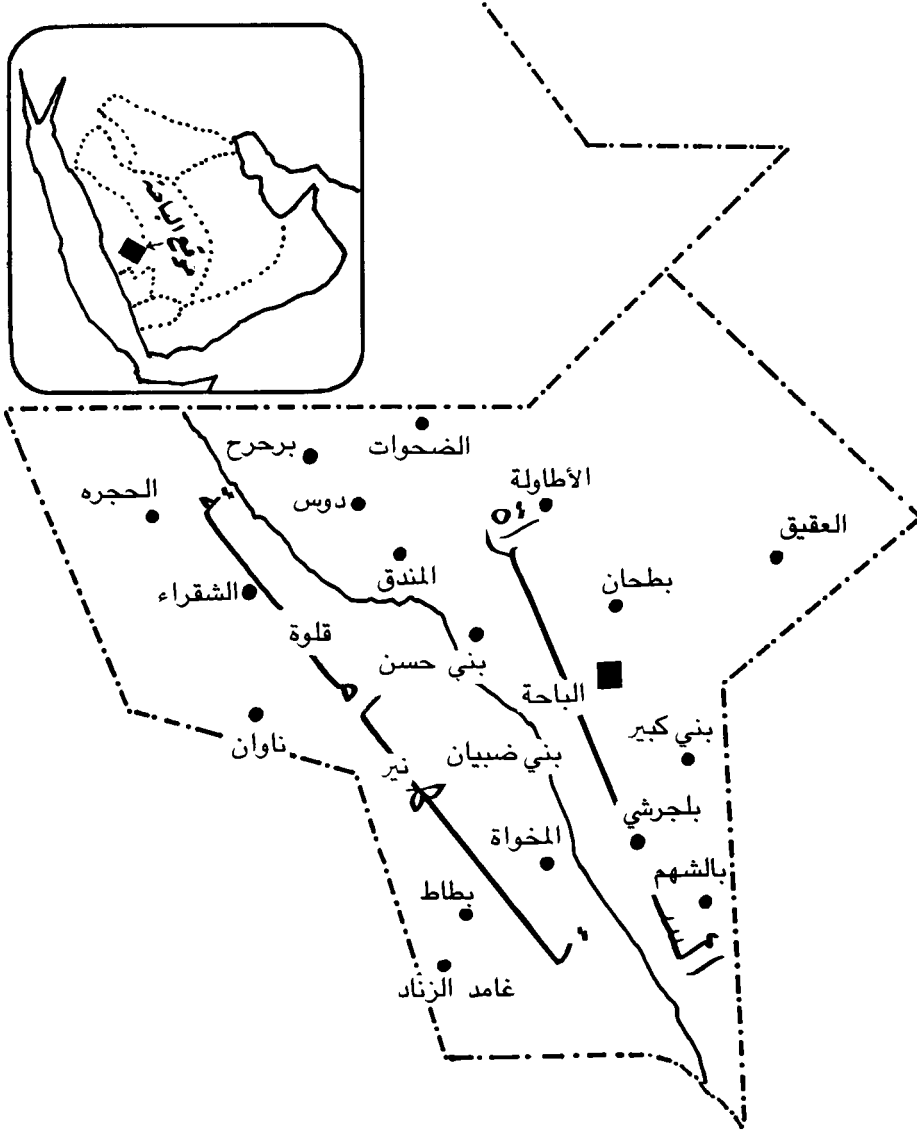 موقع الباحة
الضحوات
برحرح
الأطاولة
الحجره
دوس
العقيق
المندق
بطحان
الشقراء
قلوة
بني حسن
الباحة
ناوان
بني كبير
نير
بني ضبيان
بلجرشي
المخواة
بالشهم
بطاط
غامد الزناد